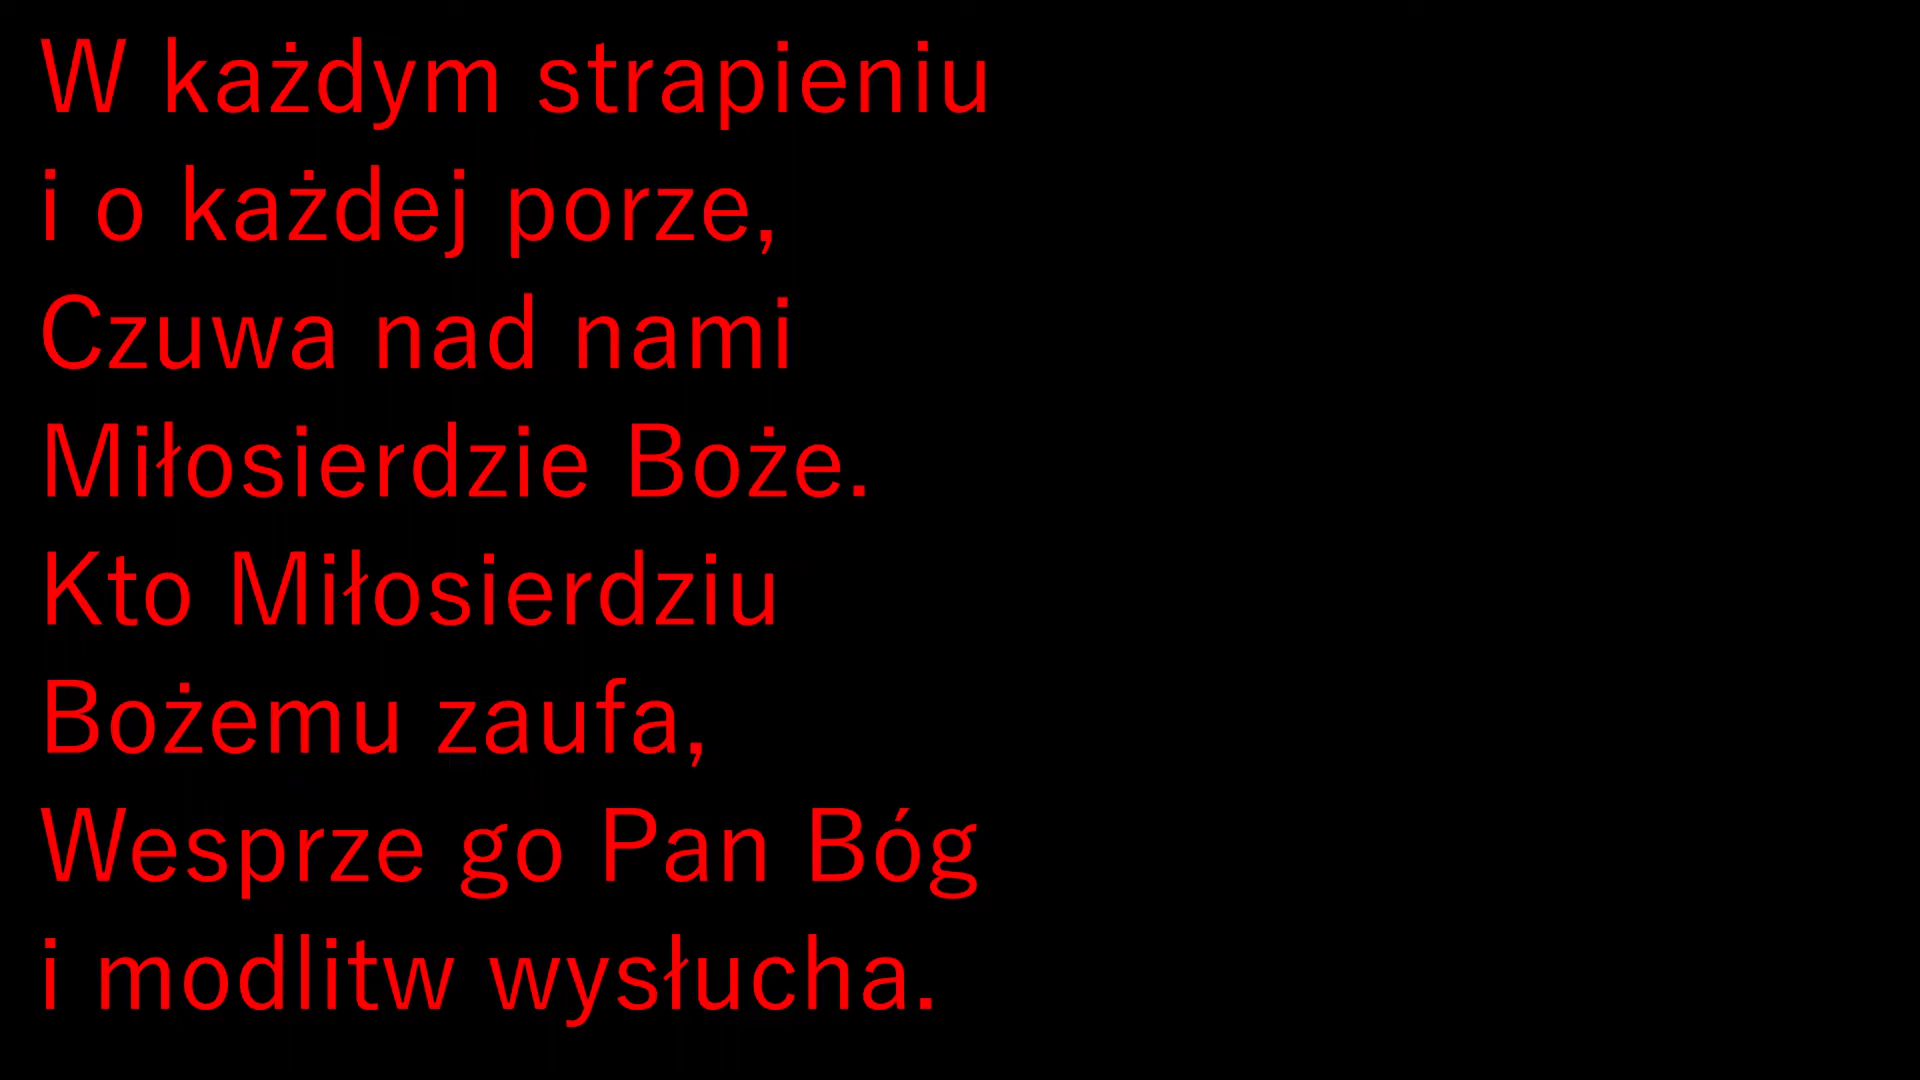 W każdym strapieniu
i o każdej porze,
Czuwa nad nami
Miłosierdzie Boże.
Kto Miłosierdziu
Bożemu zaufa,
Wesprze go Pan Bóg
i modlitw wysłucha.